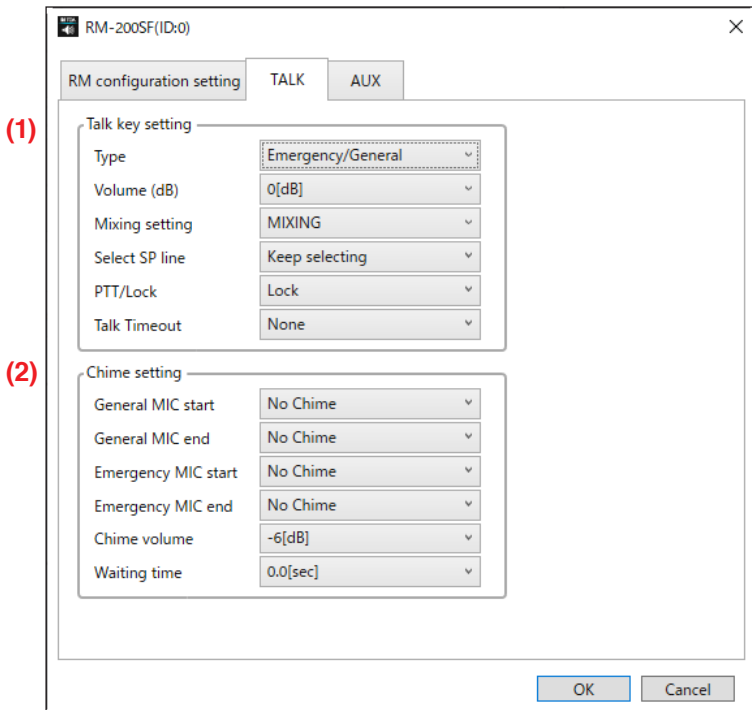 RM-200SF(ID:0)
RM configuration setting TALK AUX
(1) Talk key setting
Type Emergency/General
Volume (dB) 0[dB]
Mixing setting MIXING
Select SP line Keep selecting
PTT/Lock Lock
Talk Timeout None
(2) Chime setting
General MIC start No Chime
General MIC end No Chime
Emergency MIC start No Chime
Emergency MIC end No Chime
Chime volume -6[dB]
Waiting time 0.0[sec]
OK Cancel